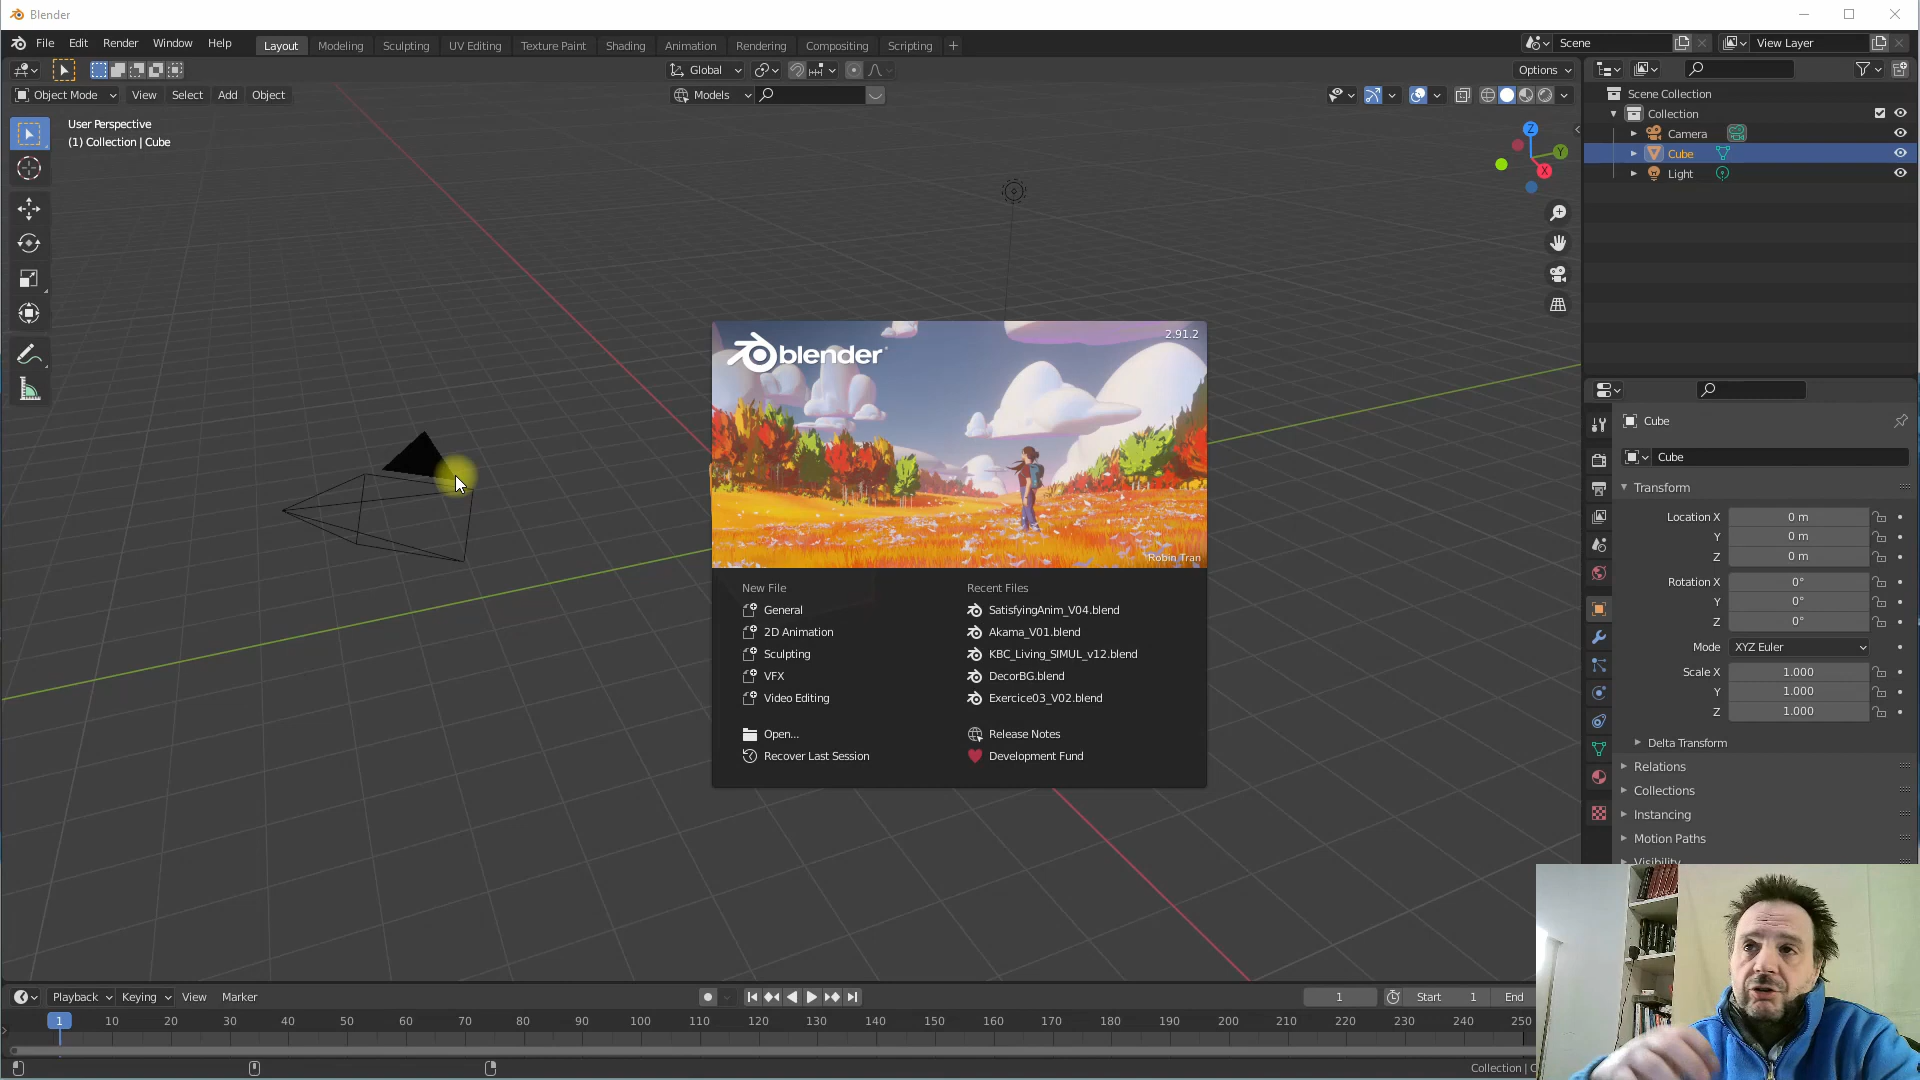 Blender
File Edit Render Window Help Layout Modeling Sculpting UV Editing Texture Paint Shading Animation Rendering Compositing Scripting + Scene View Layer
Global Options
Object Mode View Select Add Object Models
User Perspective
(1) Collection | Cube
Z
Y
X
Scene Collection
Collection
Camera
Cube
Light
blender
2.91.2
Robin Tran
New File
General
2D Animation
Sculpting
VFX
Video Editing
Open...
Recover Last Session
Recent Files
SatisfyingAnim_V04.blend
Akama_V01.blend
KBC_Living_SIMUL_v12.blend
DecorBG.blend
Exercice03_V02.blend
Release Notes
Development Fund
Cube
Cube
Transform
Location X 0 m
Y 0 m
Z 0 m
Rotation X 0°
Y 0°
Z 0°
Mode XYZ Euler
Scale X 1.000
Y 1.000
Z 1.000
Delta Transform
Relations
Collections
Instancing
Motion Paths
Visibility
Playback Keying View Marker 1 Start 1 End
1 10 20 30 40 50 60 70 80 90 100 110 120 130 140 150 160 170 180 190 200 210 220 230 240 250
Collection | C